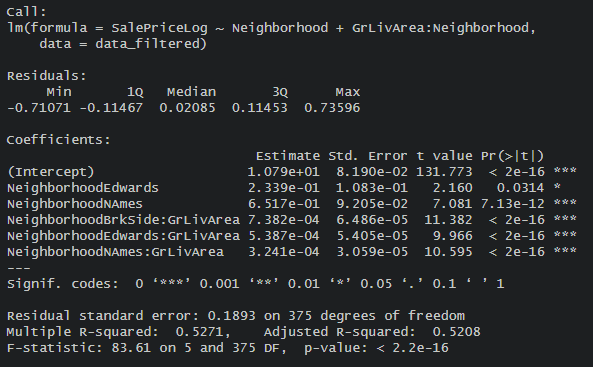 Call:
lm(formula = SalePriceLog ~ Neighborhood + GrLivArea:Neighborhood,
    data = data_filtered)

Residuals:
     Min       1Q   Median       3Q      Max
-0.71071 -0.11467  0.02085  0.11453  0.73596

Coefficients:
                               Estimate Std. Error t value Pr(>|t|)
(Intercept)                   1.079e+01  8.190e-02 131.773  < 2e-16 ***
NeighborhoodEdwards           2.339e-01  1.083e-01   2.160   0.0314 *
NeighborhoodNAmes             6.517e-01  9.205e-02   7.081 7.13e-12 ***
NeighborhoodBrkSide:GrLivArea 7.382e-04  6.486e-05  11.382  < 2e-16 ***
NeighborhoodEdwards:GrLivArea 5.387e-04  5.405e-05   9.966  < 2e-16 ***
NeighborhoodNAmes:GrLivArea   3.241e-04  3.059e-05  10.595  < 2e-16 ***
---
Signif. codes:  0 ‘***’ 0.001 ‘**’ 0.01 ‘*’ 0.05 ‘.’ 0.1 ‘ ’ 1

Residual standard error: 0.1893 on 375 degrees of freedom
Multiple R-squared:  0.5271,	Adjusted R-squared:  0.5208
F-statistic: 83.61 on 5 and 375 DF,  p-value: < 2.2e-16